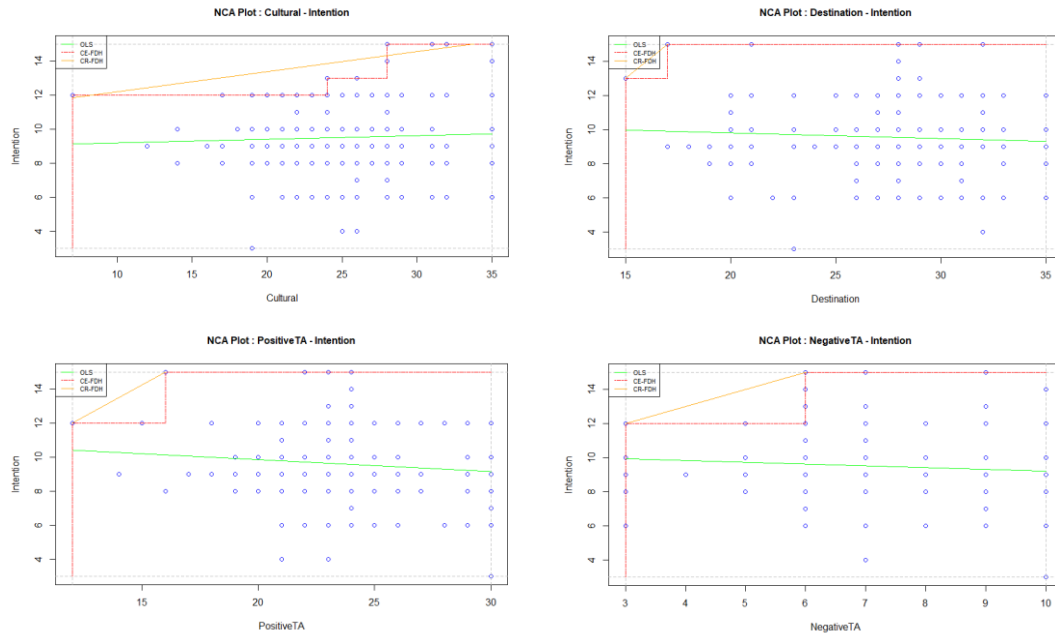 NCA Plot : Cultural - Intention
OLS
CE-FDH
CR-FDH
Intention
14
12
10
8
6
4
10
15
20
25
30
35
Cultural
NCA Plot : Destination - Intention
OLS
CE-FDH
CR-FDH
Intention
14
12
10
8
6
4
15
20
25
30
35
Destination
NCA Plot : PositiveTA - Intention
OLS
CE-FDH
CR-FDH
Intention
14
12
10
8
6
4
15
20
25
30
PositiveTA
NCA Plot : NegativeTA - Intention
OLS
CE-FDH
CR-FDH
Intention
14
12
10
8
6
4
3
4
5
6
7
8
9
10
NegativeTA